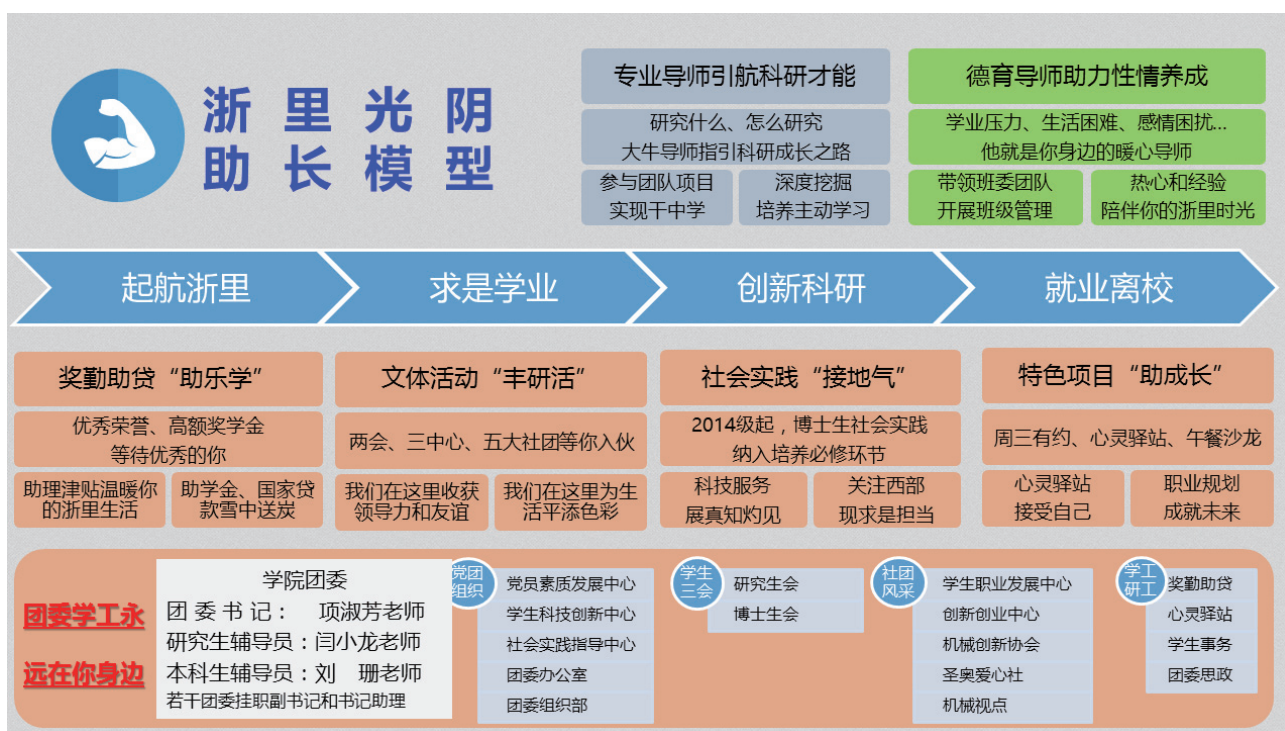 浙里光阴
助长模型
专业导师引航科研才能
研究什么、怎么研究
大牛导师指引科研成长之路
参与团队项目
实现干中学
深度挖掘
培养主动学习
德育导师助力性情养成
学业压力、生活困难、感情困扰...
他就是你身边的暖心导师
带领班委团队
开展班级管理
热心和经验
陪伴你的浙里时光
起航浙里
求是学业
创新科研
就业离校
奖勤助贷“助乐学”
优秀荣誉、高额奖学金
等待优秀的你
助理津贴温暖你
的浙里生活
助学金、国家贷
款雪中送炭
文体活动“丰研活”
两会、三中心、五大社团等你入伙
我们在这里收获
领导力和友谊
我们在这里为生
活平添色彩
社会实践“接地气”
2014级起，博士生社会实践
纳入培养必修环节
科技服务
展真知灼见
关注西部
现求是担当
特色项目“助成长”
周三有约、心灵驿站、午餐沙龙
心灵驿站
接受自己
职业规划
成就未来
团委学工永
远在你身边
学院团委
团委书记：项淑芳老师
研究生辅导员：闫小龙老师
本科生辅导员：刘 珊老师
若干团委挂职副书记和书记助理
党团
组织
党员素质发展中心
学生科技创新中心
社会实践指导中心
团委办公室
团委组织部
学生
三会
研究生会
博士生会
社团
风采
学生职业发展中心
创新创业中心
机械创新协会
圣奥爱心社
机械视点
学工
研工
奖勤助贷
心灵驿站
学生事务
团委思政